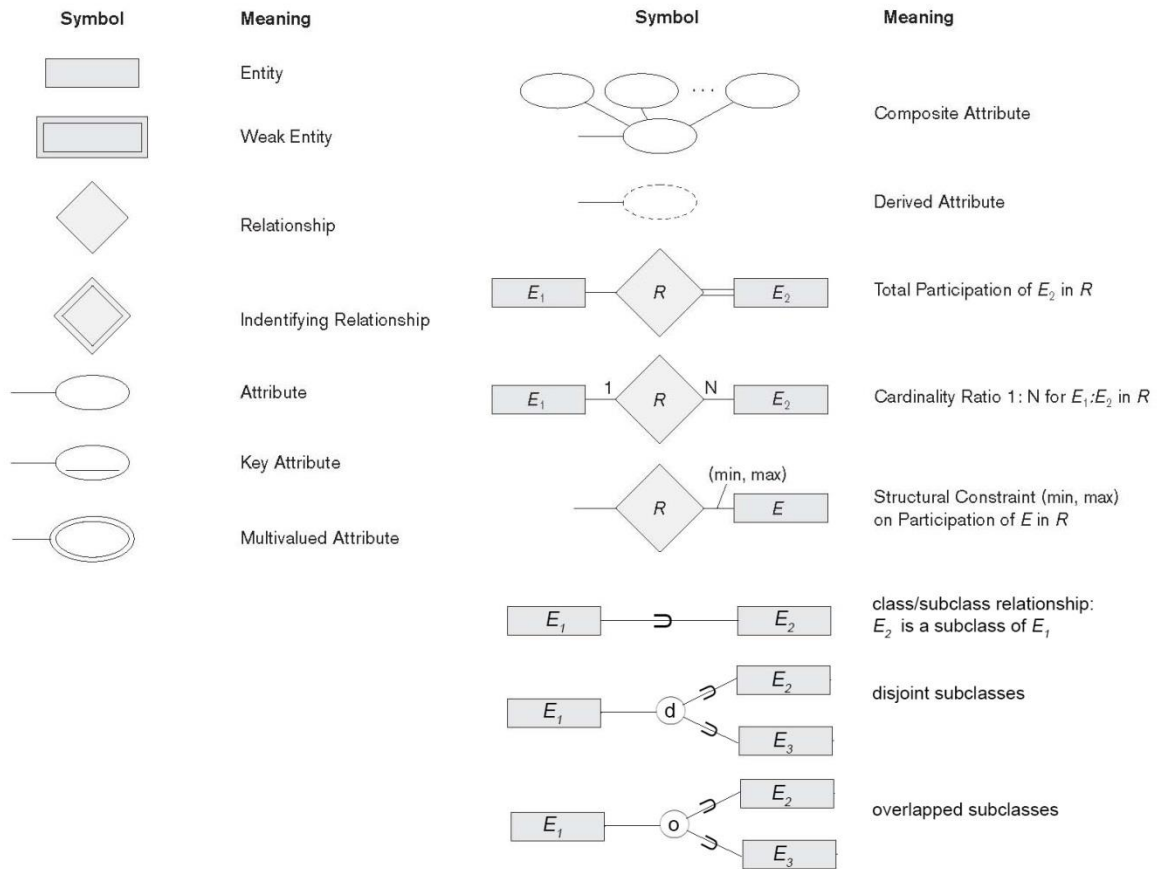 Symbol
Meaning
Entity
Weak Entity
Relationship
Indentifying Relationship
Attribute
Key Attribute
Multivalued Attribute
Symbol
Meaning
. . .
Composite Attribute
Derived Attribute
E₁ R E₂
Total Participation of E₂ in R
E₁ 1 R N E₂
Cardinality Ratio 1: N for E₁:E₂ in R
(min, max)
R E
Structural Constraint (min, max)
on Participation of E in R
E₁ ⊃ E₂
class/subclass relationship:
E₂ is a subclass of E₁
E₂
E₁ d
E₃
disjoint subclasses
E₂
E₁ o
E₃
overlapped subclasses